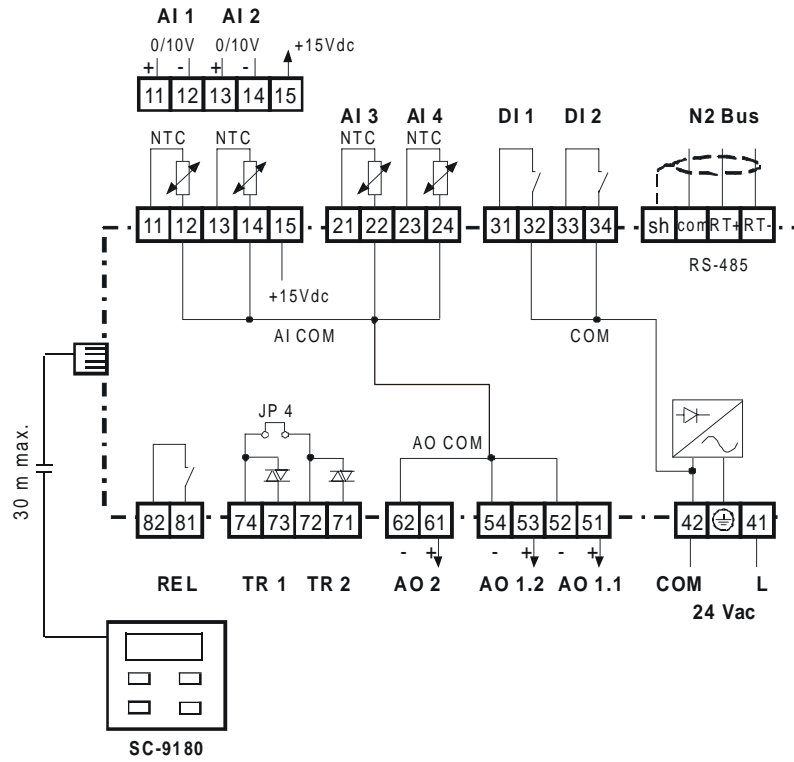 AI 1 AI 2
0/10V 0/10V +15Vdc
+ - + -
11 12 13 14 15
AI 3 AI 4 DI 1 DI 2 N2 Bus
NTC NTC NTC NTC
11 12 13 14 15 21 22 23 24 31 32 33 34 sh com RT+ RT-
RS-485
+15Vdc
AI COM COM
JP 4
AO COM
30 m max.
82 81 74 73 72 71 62 61 54 53 52 51 42 41
- + - + - +
REL TR 1 TR 2 AO 2 AO 1.2 AO 1.1 COM L
24 Vac
SC-9180